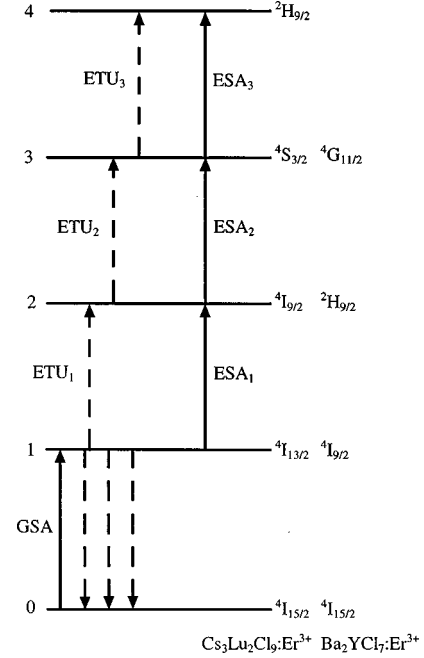 4 ²H₉/₂
ETU₃ ESA₃
3 ⁴S₃/₂ ⁴G₁₁/₂
ETU₂ ESA₂
2 ⁴I₉/₂ ²H₉/₂
ETU₁ ESA₁
1 ⁴I₁₃/₂ ⁴I₉/₂
GSA
0 ⁴I₁₅/₂ ⁴I₁₅/₂
Cs₃Lu₂Cl₉:Er³⁺ Ba₂YCl₇:Er³⁺